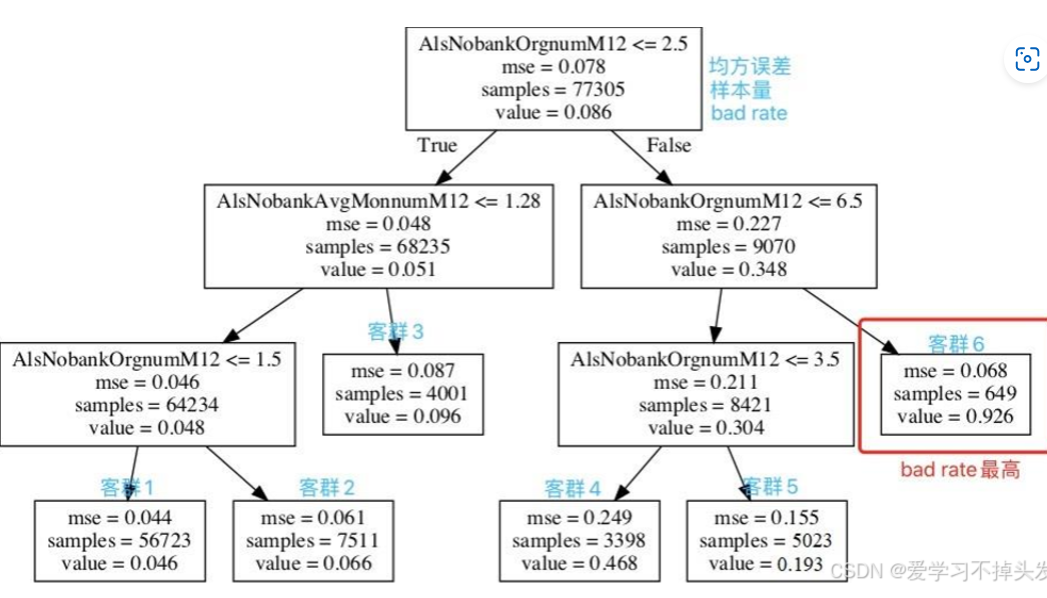 AlsNobankOrgnumM12 <= 2.5
mse = 0.078
samples = 77305
value = 0.086
均方误差
样本量
bad rate
True
False
AlsNobankAvgMonnumM12 <= 1.28
mse = 0.048
samples = 68235
value = 0.051
AlsNobankOrgnumM12 <= 6.5
mse = 0.227
samples = 9070
value = 0.348
AlsNobankOrgnumM12 <= 1.5
mse = 0.046
samples = 64234
value = 0.048
客群3
mse = 0.087
samples = 4001
value = 0.096
AlsNobankOrgnumM12 <= 3.5
mse = 0.211
samples = 8421
value = 0.304
客群6
mse = 0.068
samples = 649
value = 0.926
bad rate最高
客群1
mse = 0.044
samples = 56723
value = 0.046
客群2
mse = 0.061
samples = 7511
value = 0.066
客群4
mse = 0.249
samples = 3398
value = 0.468
客群5
mse = 0.155
samples = 5023
value = 0.193
CSDN @爱学习不掉头发